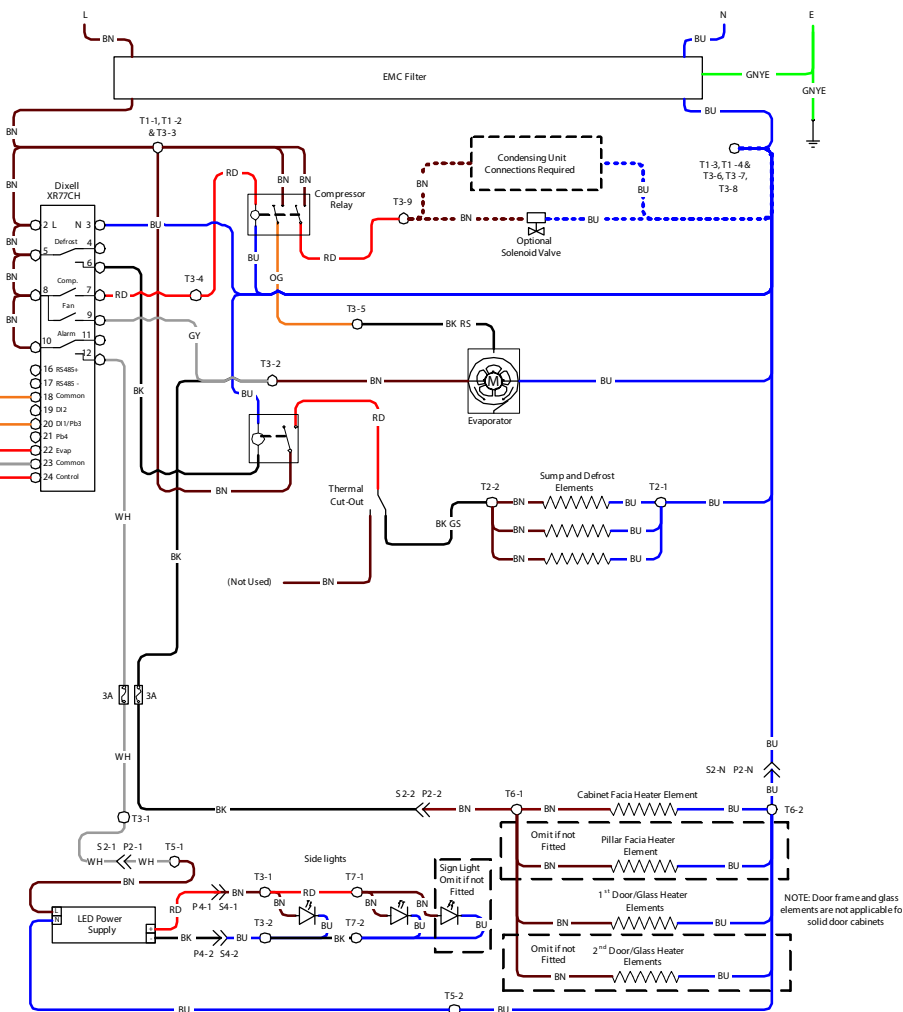 L
N
E
BN
BU
EMC Filter
GNYE
GNYE
BU
BN
T1-1, T1 -2
& T3-3
T1-3, T1 -4 &
T3-6, T3 -7,
T3-8
Condensing Unit
Connections Required
RD
BN
BN
BN
BN
BU
Compressor
Relay
Dixell
XR77CH
T3-9
2 L
N 3
BU
BN
BU
Optional
Solenoid Valve
BN
Defrost
4
5
6
BU
RD
OG
BN
T3-4
Comp.
8
7
RD
Fan
9
T3-5
BN
GY
BK RS
10
Alarm
11
12
T3-2
16 RS485+
17 RS485 -
18 Common
19 DI2
20 DI1/Pb3
21 Pb4
22 Evap
23 Common
24 Control
BK
BU
BN
M
BU
Evaporator
RD
BN
Thermal
Cut-Out
Sump and Defrost
Elements
T2-2
T2-1
BN
BU
BU
BK GS
BN
BU
BN
BU
WH
BK
(Not Used)
BN
3A
3A
WH
BU
S2-N P2-N
BU
BK
S2-2 P2-2
BN
T6-1
BN
Cabinet Facia Heater Element
BU
T6-2
T3-1
Omit if not
Fitted
Pillar Facia Heater
Element
BN
BU
S2-1 P2-1
T5-1
WH
WH
BN
Side lights
Sign Light
Omit if not
Fitted
1st Door/Glass Heater
Elements
BN
BU
NOTE: Door frame and glass
elements are not applicable fo
solid door cabinets
L
N
LED Power
Supply
+
-
RD
BN
P4-1 S4-1
T3-1
RD
T7-1
BN
BN
BN
BU
BU
BU
BK
BU
P4-2 S4-2
T3-2
BK
T7-2
Omit if not
Fitted
2nd Door/Glass Heater
Elements
BN
BU
T5-2
BU
BU